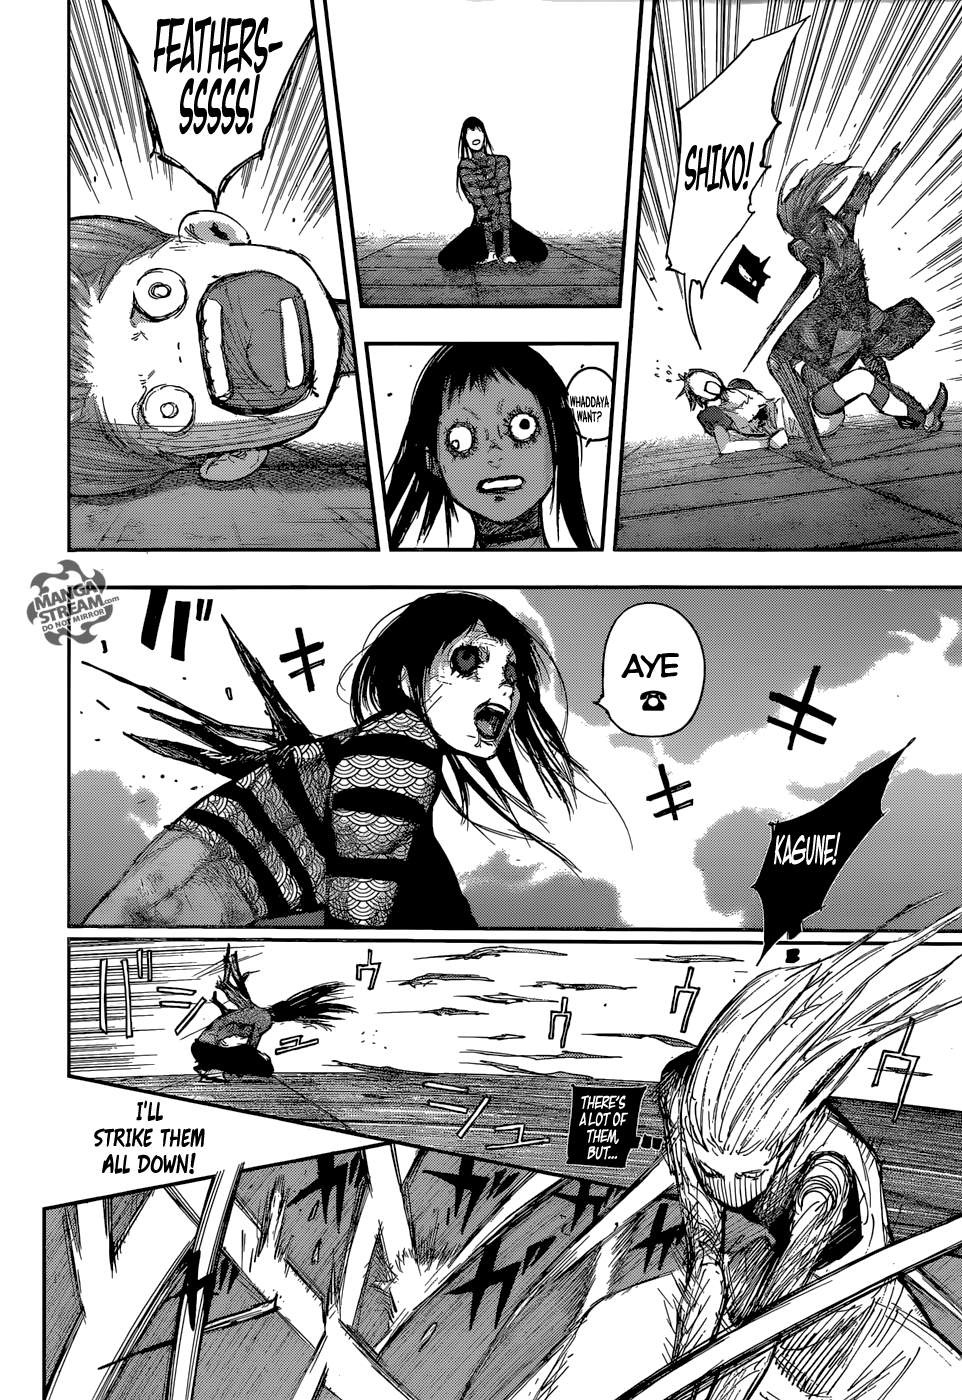 SHIKO!
FEATHERS-
SSSSS!
WHADDAYA
WANT?
MANGA
STREAM.com
DO NOT MIRROR
AYE
☎
KAGUNE!
THERE'S
A LOT OF
THEM,
BUT...
I'LL
STRIKE THEM
ALL DOWN!